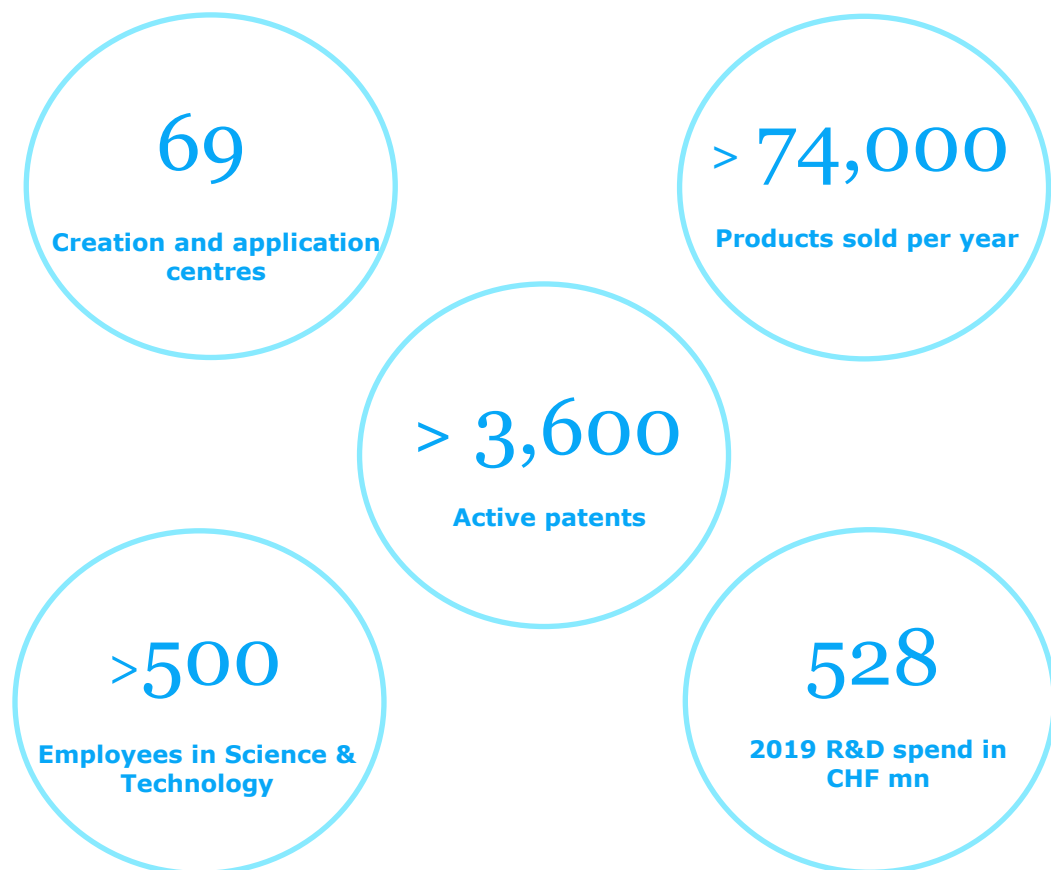 69
Creation and application
centres
> 74,000
Products sold per year
> 3,600
Active patents
>500
Employees in Science &
Technology
528
2019 R&D spend in
CHF mn